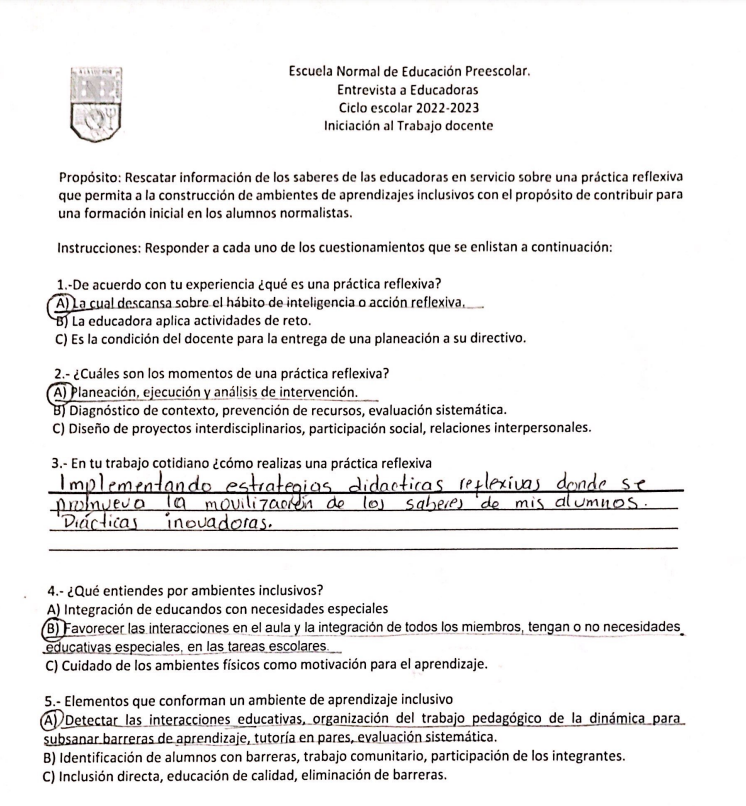 Escuela Normal de Educación Preescolar.
Entrevista a Educadoras
Ciclo escolar 2022-2023
Iniciación al Trabajo docente
Propósito: Rescatar información de los saberes de las educadoras en servicio sobre una práctica reflexiva
que permita a la construcción de ambientes de aprendizajes inclusivos con el propósito de contribuir para
una formación inicial en los alumnos normalistas.
Instrucciones: Responder a cada uno de los cuestionamientos que se enlistan a continuación:
1.-De acuerdo con tu experiencia ¿qué es una práctica reflexiva?
A) La cual descansa sobre el hábito de inteligencia o acción reflexiva.
B) La educadora aplica actividades de reto.
C) Es la condición del docente para la entrega de una planeación a su directivo.
2.- ¿Cuáles son los momentos de una práctica reflexiva?
A) Planeación, ejecución y análisis de intervención.
B) Diagnóstico de contexto, prevención de recursos, evaluación sistemática.
C) Diseño de proyectos interdisciplinarios, participación social, relaciones interpersonales.
3.- En tu trabajo cotidiano ¿cómo realizas una práctica reflexiva
Implementando estrategias didacticas reflexivas donde se
promueva la movilización de los saberes de mis alumnos.
Diácticas inovadoras.
4.- ¿Qué entiendes por ambientes inclusivos?
A) Integración de educandos con necesidades especiales
B) Favorecer las interacciones en el aula y la integración de todos los miembros, tengan o no necesidades
educativas especiales, en las tareas escolares.
C) Cuidado de los ambientes físicos como motivación para el aprendizaje.
5.- Elementos que conforman un ambiente de aprendizaje inclusivo
A) Detectar las interacciones educativas, organización del trabajo pedagógico de la dinámica para
subsanar barreras de aprendizaje, tutoría en pares, evaluación sistemática.
B) Identificación de alumnos con barreras, trabajo comunitario, participación de los integrantes.
C) Inclusión directa, educación de calidad, eliminación de barreras.